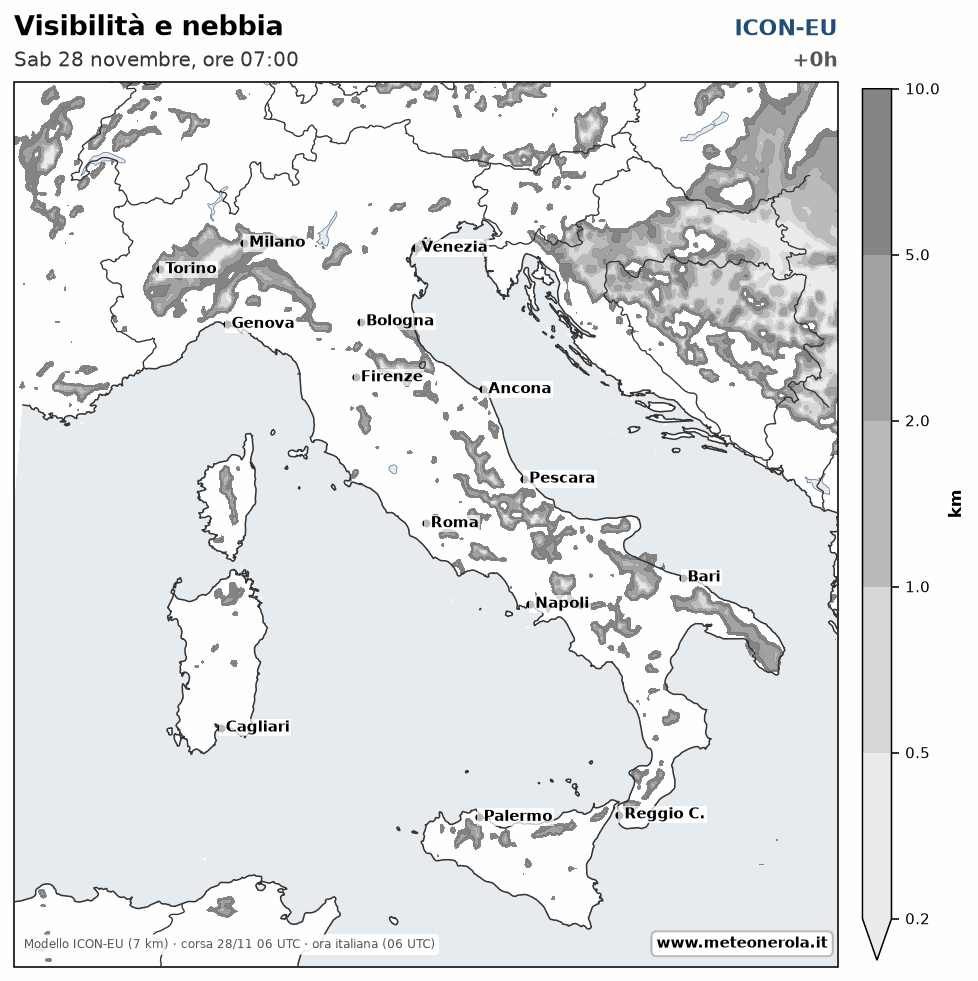 Visibilità e nebbia
ICON-EU
Sab 28 novembre, ore 07:00
+0h
10.0
5.0
2.0
1.0
0.5
0.2
km
Milano
Venezia
Torino
Genova
Bologna
Firenze
Ancona
Pescara
Roma
Bari
Napoli
Cagliari
Palermo
Reggio C.
Modello ICON-EU (7 km) · corsa 28/11 06 UTC · ora italiana (06 UTC)
www.meteonerola.it